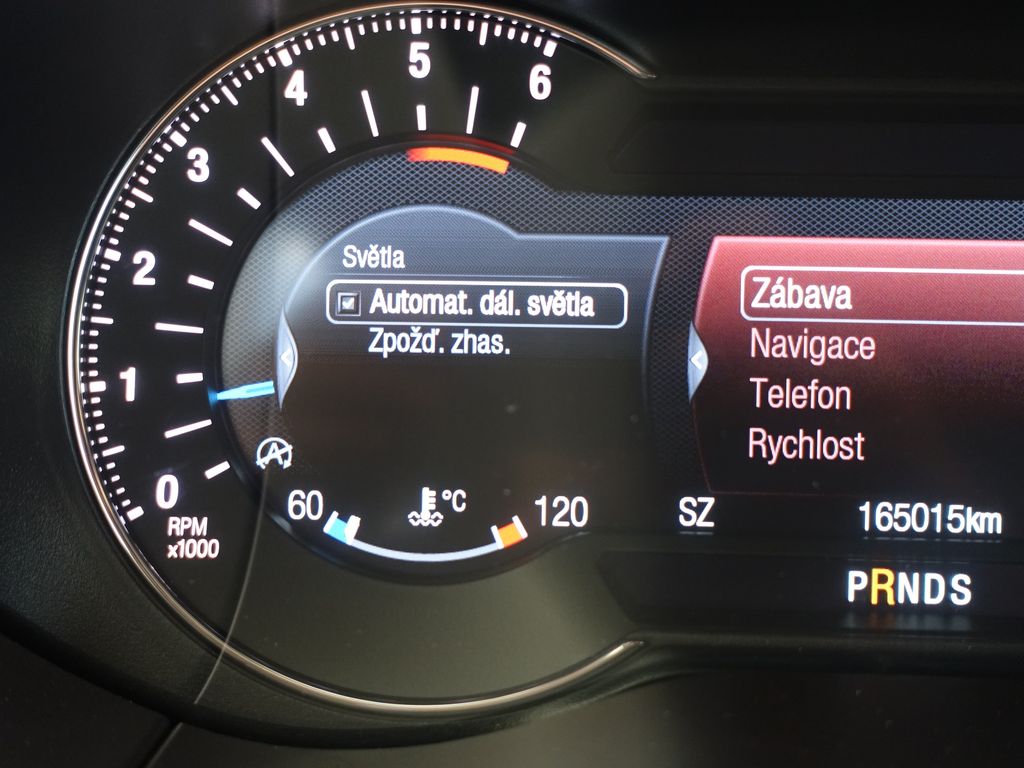 6
5
4
3
2
1
0
RPM
x1000
Světla
Automat. dál. světla
Zpožď. zhas.
A
60
°C
120
Zábava
Navigace
Telefon
Rychlost
SZ
165015km
PRNDS